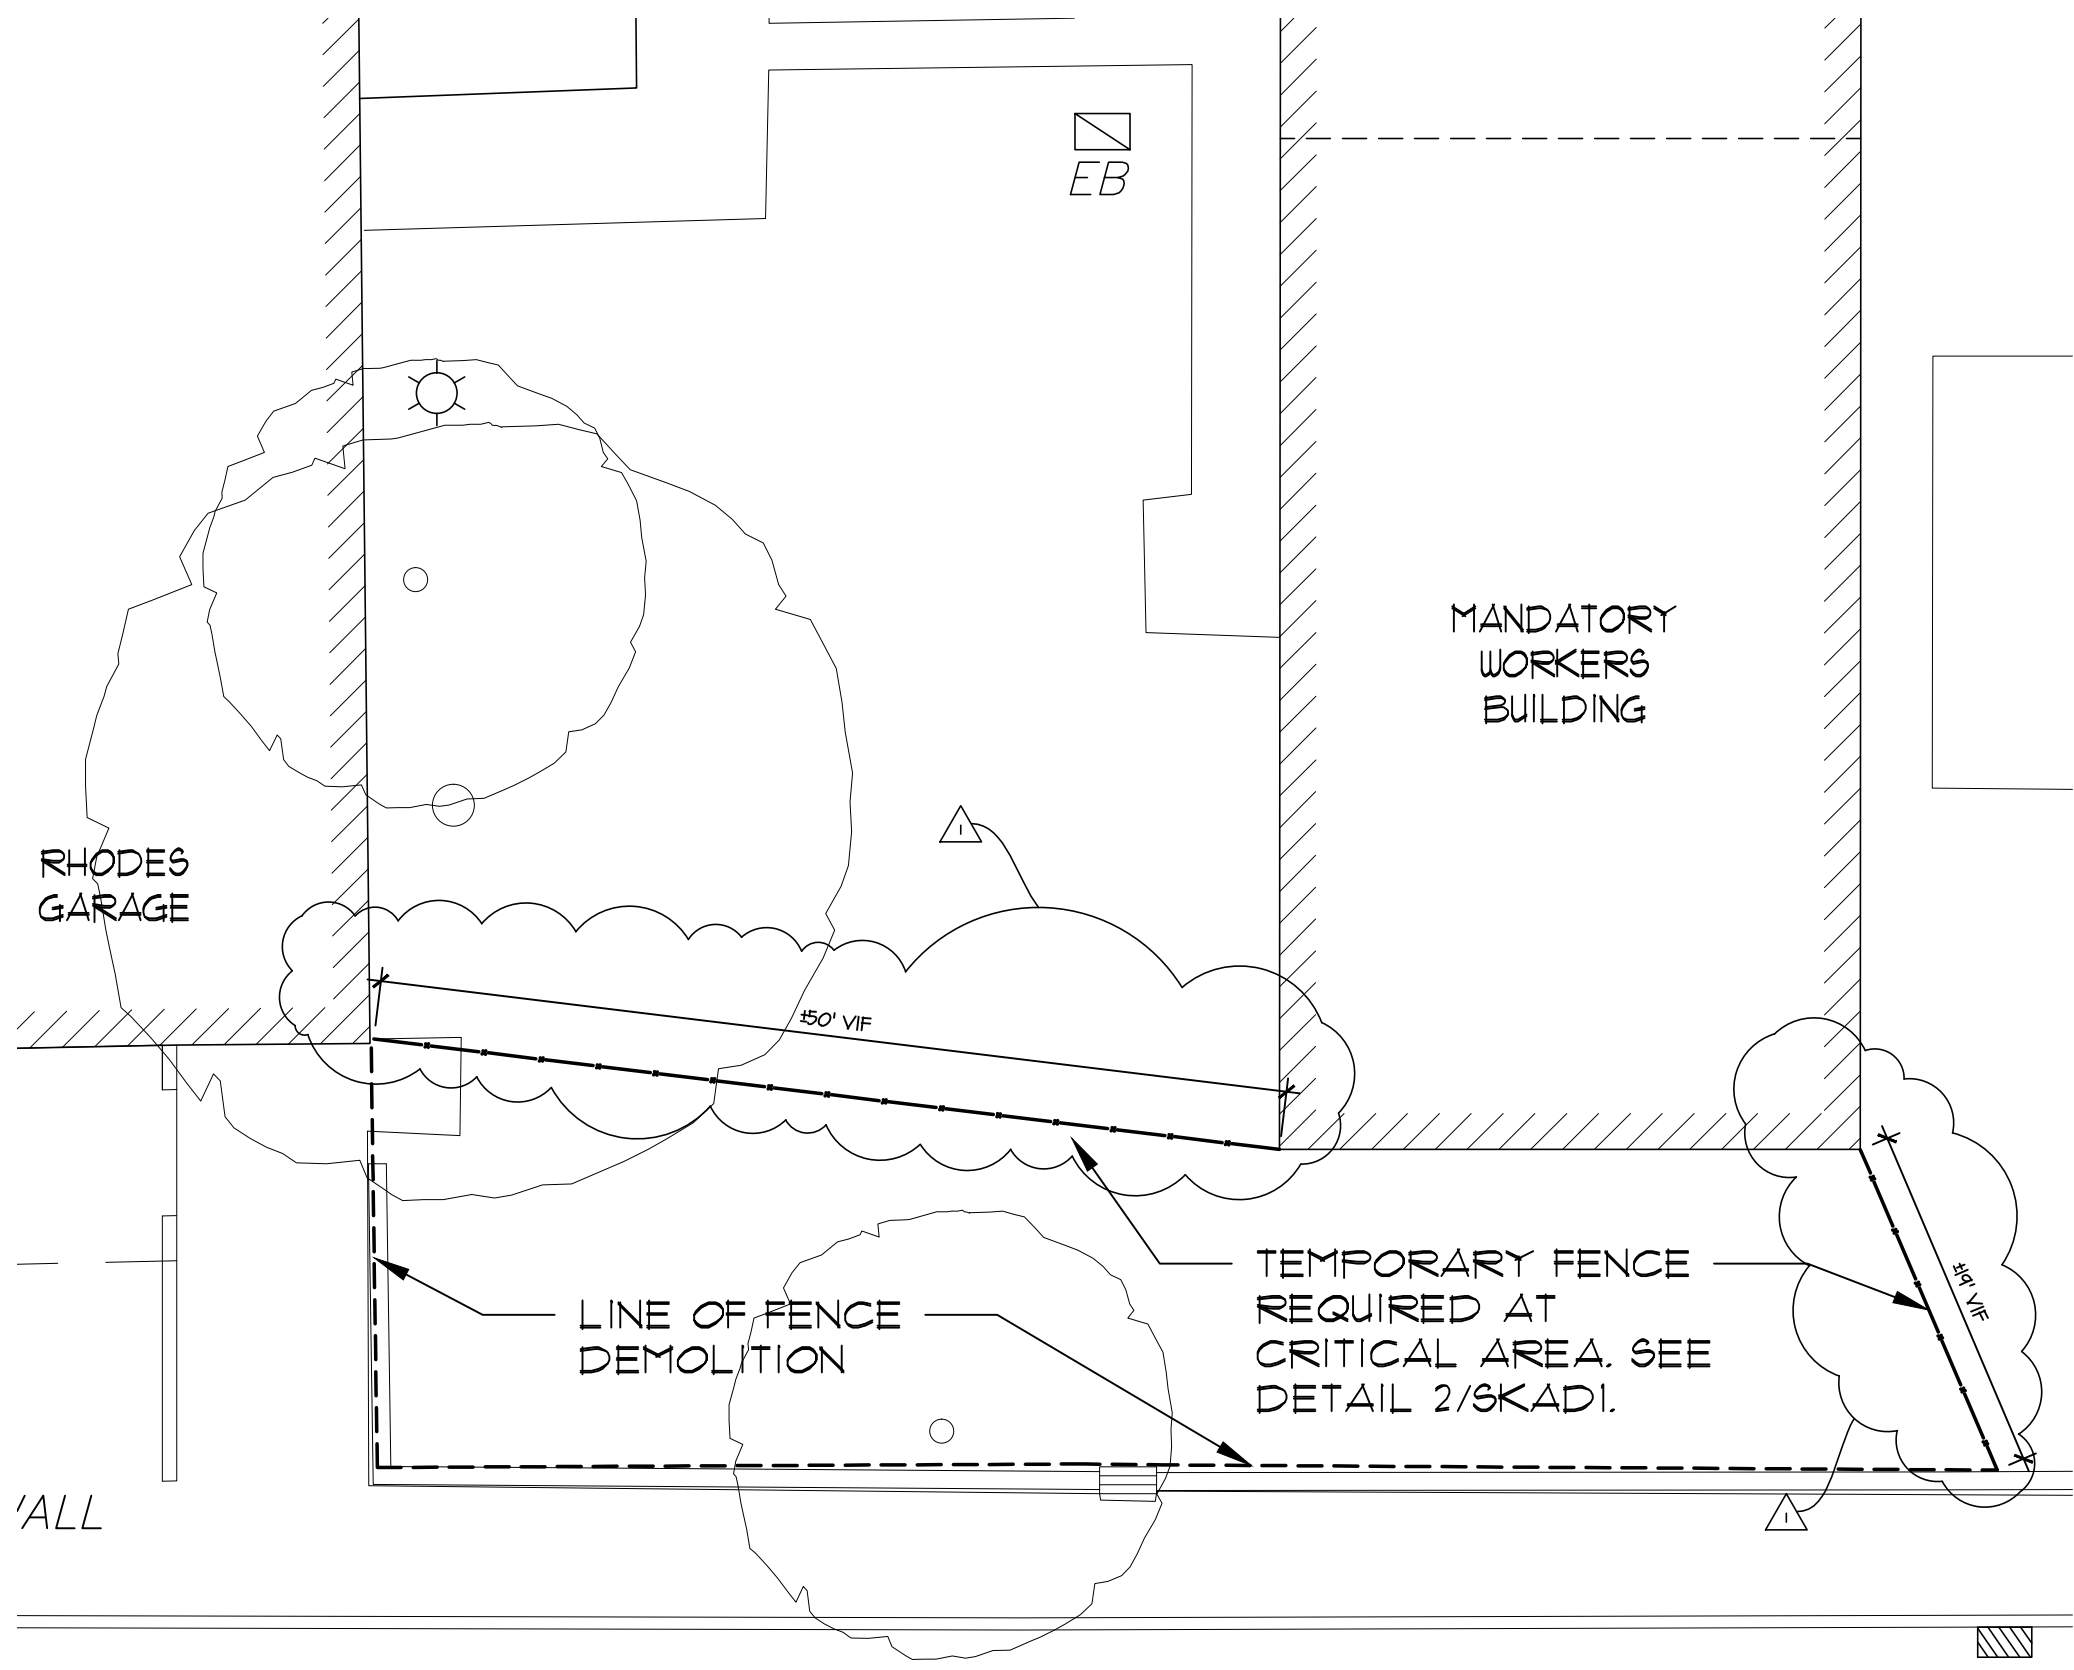 EB
MANDATORY
WORKERS
BUILDING
1
RHODES
GARAGE
±50' VIF
TEMPORARY FENCE
REQUIRED AT
CRITICAL AREA. SEE
DETAIL 2/SKAD1.
±19' VIF
LINE OF FENCE
DEMOLITION
1
ALL